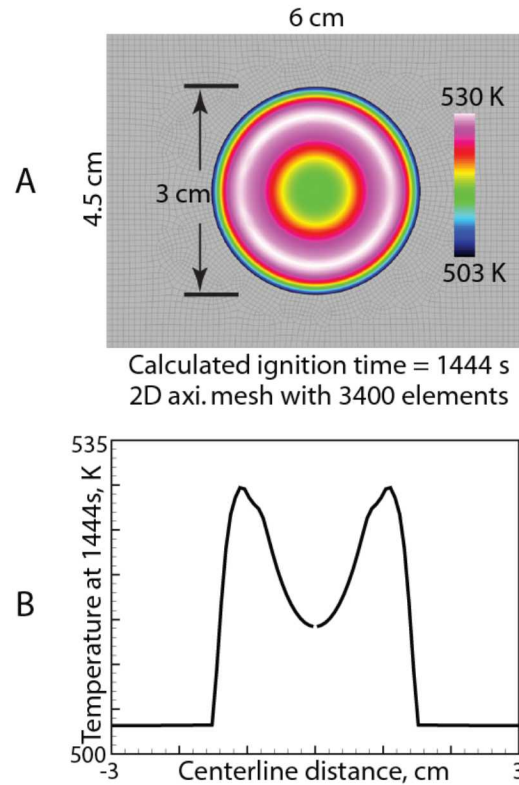 6 cm
A
4.5 cm
3 cm
530 K
503 K
Calculated ignition time = 1444 s
2D axi. mesh with 3400 elements
B
535
Temperature at 1444s, K
500
-3
Centerline distance, cm
3